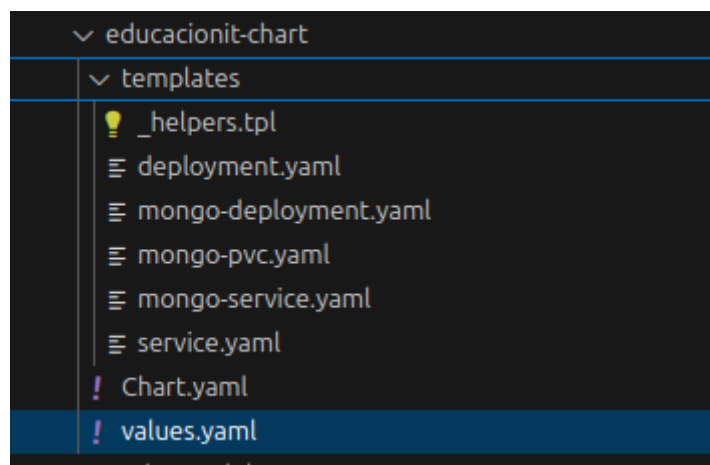 educacionit-chart
templates
_helpers.tpl
deployment.yaml
mongo-deployment.yaml
mongo-pvc.yaml
mongo-service.yaml
service.yaml
! Chart.yaml
! values.yaml